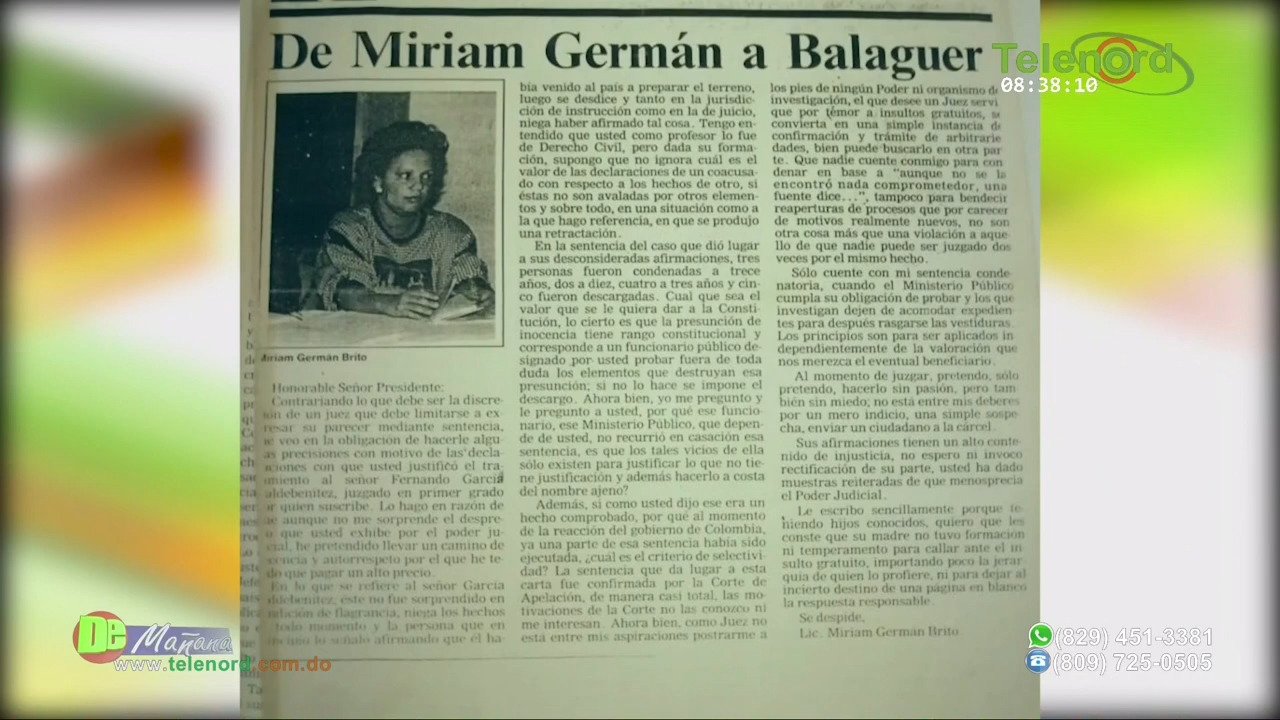 De Miriam Germán a Balaguer
Telenord
08:38:10
Miriam Germán Brito
Honorable Señor Presidente:
Contrariando lo que debe ser la discre-
ión de un juez que debe limitarse a ex-
resar su parecer mediante sentencia,
e veo en la obligación de hacerle algu-
as precisiones con motivo de las decla-
aciones con que usted justificó el tra-
amiento al señor Fernando García
aldebenítez, juzgado en primer grado
or quien suscribe. Lo hago en razón de
e aunque no me sorprende el despre-
o que usted exhibe por el poder ju-
cial, he pretendido llevar un camino de
vencia y autorrespeto por el que he te-
do que pagar un alto precio.
En lo que se refiere al señor García
aldebenítez, este no fue sorprendido en
ndición de flagrancia, niega los hechos
todo momento y la persona que en
incipio lo señaló afirmando que él ha-
bía venido al país a preparar el terreno,
luego se desdice y tanto en la jurisdic-
ción de instrucción como en la de juicio,
niega haber afirmado tal cosa. Tengo en-
tendido que usted como profesor lo fue
de Derecho Civil, pero dada su forma-
ción, supongo que no ignora cuál es el
valor de las declaraciones de un coacusa-
do con respecto a los hechos de otro, si
éstas no son avaladas por otros elemen-
tos y sobre todo, en una situación como a
la que hago referencia, en que se produjo
una retractación.
En la sentencia del caso que dió lugar
a sus desconsideradas afirmaciones, tres
personas fueron condenadas a trece
años, dos a diez, cuatro a tres años y cin-
co fueron descargadas. Cual que sea el
valor que se le quiera dar a la Consti-
tución, lo cierto es que la presunción de
inocencia tiene rango constitucional y
corresponde a un funcionario público de-
signado por usted probar fuera de toda
duda los elementos que destruyan esa
presunción; si no lo hace se impone el
descargo. Ahora bien, yo me pregunto y
le pregunto a usted, por qué ese funcio-
nario, ese Ministerio Público, que depen-
de de usted, no recurrió en casación esa
sentencia, es que los tales vicios de ella
sólo existen para justificar lo que no tie-
ne justificación y además hacerlo a costa
del nombre ajeno?
Además, si como usted dijo ese era un
hecho comprobado, por qué al momento
de la reacción del gobierno de Colombia,
ya una parte de esa sentencia había sido
ejecutada, ¿cuál es el criterio de selectivi-
dad? La sentencia que da lugar a esta
carta fue confirmada por la Corte de
Apelación, de manera casi total, las mo-
tivaciones de la Corte no las conozco ni
me interesan. Ahora bien, como Juez no
está entre mis aspiraciones postrarme a
los pies de ningún Poder ni organismo de
investigación, el que desee un Juez servi
que por témor a insultos gratuitos, se
convierta en una simple instancia de
confirmación y trámite de arbitrarie
dades, bien puede buscarlo en otra par
te. Que nadie cuente conmigo para con
denar en base a "aunque no se la
encontró nada comprometedor, una
fuente dice...", tampoco para bendecir
reaperturas de procesos que por carecer
de motivos realmente nuevos, no son
otra cosa más que una violación a aque-
llo de que nadie puede ser juzgado dos
veces por el mismo hecho.
Sólo cuente con mi sentencia conde-
natoria, cuando el Ministerio Público
cumpla su obligación de probar y los que
investigan dejen de acomodar expedien-
tes para después rasgarse las vestiduras.
Los principios son para ser aplicados in-
dependientemente de la valoración que
nos merezca el eventual beneficiario.
Al momento de juzgar, pretendo, sólo
pretendo, hacerlo sin pasión, pero tam
bién sin miedo; no está entre mis deberes
por un mero indicio, una simple sospe-
cha, enviar un ciudadano a la cárcel.
Sus afirmaciones tienen un alto conte-
nido de injusticia, no espero ni invoco
rectificación de su parte, usted ha dado
muestras reiteradas de que menosprecia
el Poder Judicial.
Le escribo sencillamente porque te-
niendo hijos conocidos, quiero que les
conste que su madre no tuvo formación
ni temperamento para callar ante el in-
sulto gratuito, importando poco la jerar-
quía de quien lo profiere, ni para dejar al
incierto destino de una página en blanco
la respuesta responsable.
Se despide,
Lic. Miriam Germán Brito
De Mañana
www.telenord.com.do
(829) 451-3381
(809) 725-0505